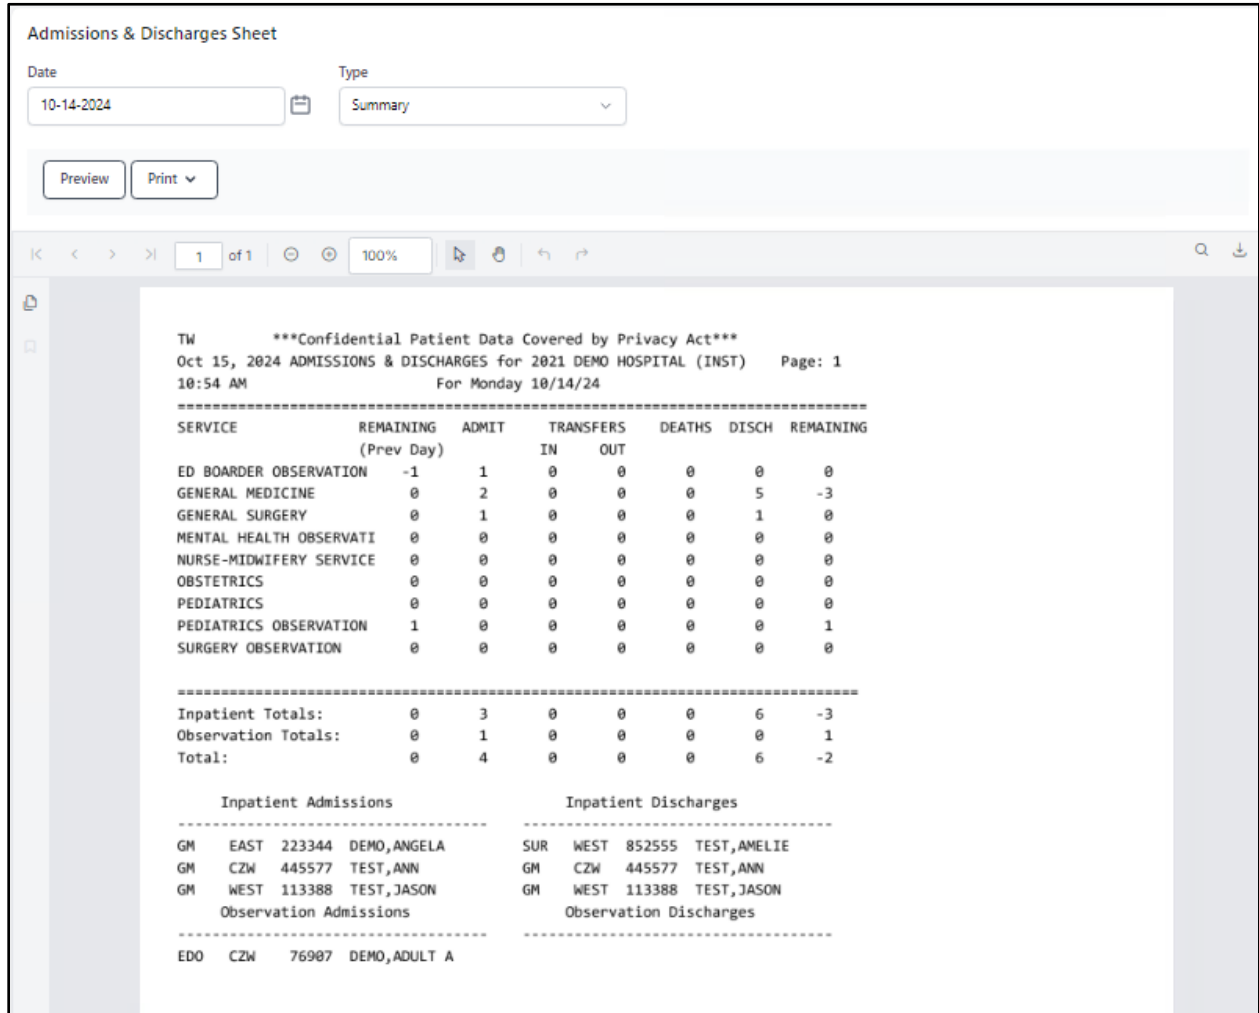 Admissions & Discharges Sheet
Date Type
10-14-2024 Summary
Preview Print
1 of 1 100%
TW ***Confidential Patient Data Covered by Privacy Act***
Oct 15, 2024 ADMISSIONS & DISCHARGES for 2021 DEMO HOSPITAL (INST) Page: 1
10:54 AM For Monday 10/14/24
================================================================================
SERVICE REMAINING ADMIT TRANSFERS DEATHS DISCH REMAINING
(Prev Day) IN OUT
ED BOARDER OBSERVATION -1 1 0 0 0 0 0
GENERAL MEDICINE 0 2 0 0 0 5 -3
GENERAL SURGERY 0 1 0 0 0 1 0
MENTAL HEALTH OBSERVATI 0 0 0 0 0 0 0
NURSE-MIDWIFERY SERVICE 0 0 0 0 0 0 0
OBSTETRICS 0 0 0 0 0 0 0
PEDIATRICS 0 0 0 0 0 0 0
PEDIATRICS OBSERVATION 1 0 0 0 0 0 1
SURGERY OBSERVATION 0 0 0 0 0 0 0
===============================================================================
Inpatient Totals: 0 3 0 0 0 6 -3
Observation Totals: 0 1 0 0 0 0 1
Total: 0 4 0 0 0 6 -2
Inpatient Admissions Inpatient Discharges
------------------------------------ ------------------------------------
GM EAST 223344 DEMO,ANGELA SUR WEST 852555 TEST,AMELIE
GM CZW 445577 TEST,ANN GM CZW 445577 TEST,ANN
GM WEST 113388 TEST,JASON GM WEST 113388 TEST,JASON
Observation Admissions Observation Discharges
------------------------------------ ------------------------------------
EDO CZW 76907 DEMO,ADULT A